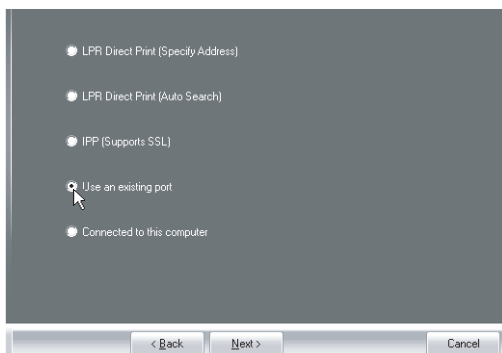 LPR Direct Print (Specify Address)
LPR Direct Print (Auto Search)
IPP (Supports SSL)
Use an existing port
Connected to this computer
< Back Next > Cancel